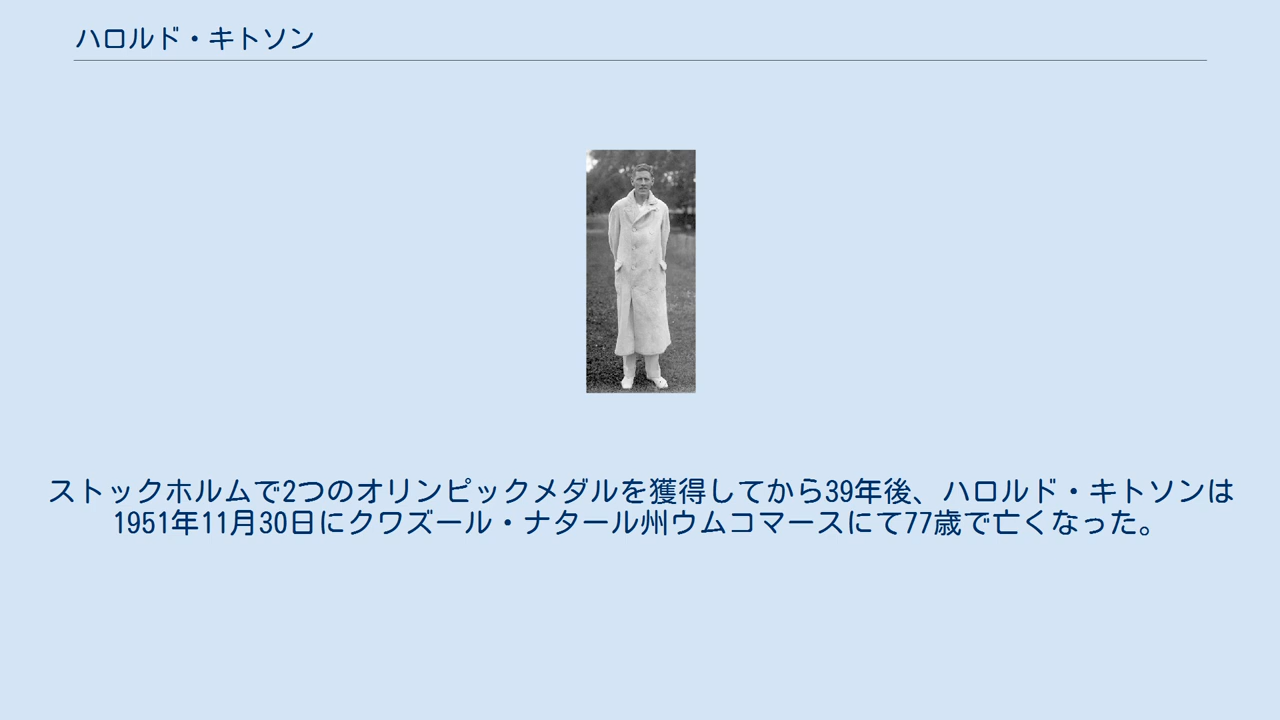 ハロルド・キトソン
ストックホルムで2つのオリンピックメダルを獲得してから39年後、ハロルド・キトソンは
1951年11月30日にクワズール・ナタール州ウムコマースにて77歳で亡くなった。